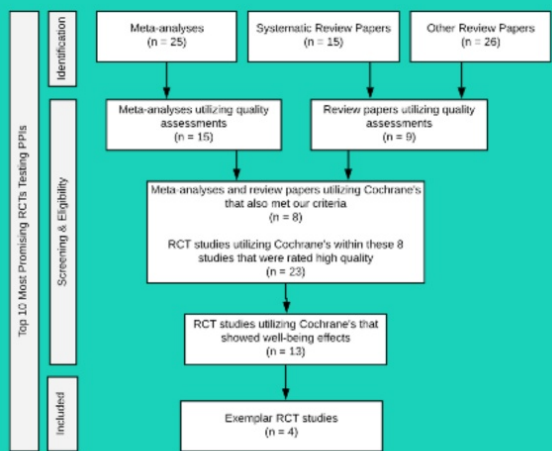 Top 10 Most Promising RCTs Testing PPIs
Identification
Meta-analyses
(n = 25)
Systematic Review Papers
(n = 15)
Other Review Papers
(n = 26)
Screening & Eligibility
Meta-analyses utilizing quality
assessments
(n = 15)
Review papers utilizing quality
assessments
(n = 9)
Meta-analyses and review papers utilizing Cochrane's
that also met our criteria
(n = 8)
RCT studies utilizing Cochrane's within these 8
studies that were rated high quality
(n = 23)
RCT studies utilizing Cochrane's that
showed well-being effects
(n = 13)
Included
Exemplar RCT studies
(n = 4)